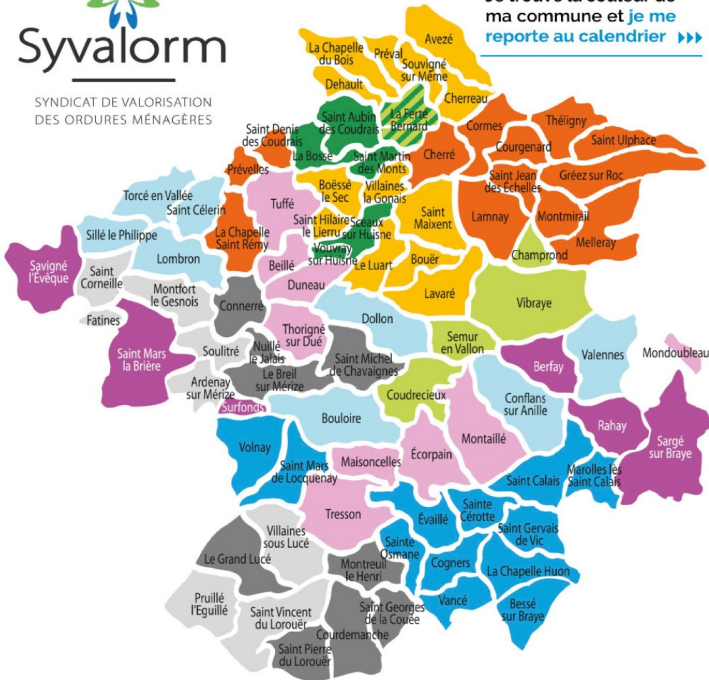 Syvalorm
SYNDICAT DE VALORISATION
DES ORDURES MÉNAGÈRES
Je trouve la couleur de
ma commune et je me
reporte au calendrier
Avezé
La Chapelle
du Bois
Préval
Souvigné
sur Même
Dehault
Cherreau
La Ferté
Bernard
Saint Aubin
des Coudrais
Saint Denis
des Coudrais
La Bosse
Saint Martin
des Monts
Cormes
Théligny
Cherré
Courgenard
Saint Ulphace
Prévelles
Saint Jean
des Échelles
Gréez sur Roc
Boëssé
le Sec
Villaines
la Gonais
Torcé en Vallée
Saint Célerin
Tuffé
Saint Hilaire
le Lierru
Sceaux
sur Huisne
Saint
Maixent
Lamnay
Montmirail
Melleray
Sillé le Philippe
La Chapelle
Saint Rémy
Vouvray
sur Huisne
Champrond
Lombron
Beillé
Le Luart
Bouër
Savigné
l'Evêque
Saint
Corneille
Montfort
le Gesnois
Duneau
Lavaré
Vibraye
Connerré
Fatines
Dollon
Thorigné
sur Dué
Semur
en Vallon
Saint Mars
la Brière
Soulitré
Nuillé
le Jalais
Saint Michel
de Chavaignes
Berfay
Valennes
Mondoubleau
Le Breil
sur Mérize
Ardenay
sur Mérize
Coudrecieux
Surfonds
Conflans
sur Anille
Bouloire
Rahay
Volnay
Montaillé
Sargé
sur Braye
Écorpain
Maisoncelles
Saint Mars
de Locquenay
Saint Calais
Marolles lès
Saint Calais
Tresson
Évaillé
Sainte
Cérotte
Villaines
sous Lucé
Saint Gervais
de Vic
Sainte
Osmane
Le Grand Lucé
Montreuil
le Henri
Cogners
La Chapelle Huon
Pruillé
l'Eguillé
Saint Vincent
du Lorouër
Saint Georges
de la Couée
Vancé
Bessé
sur Braye
Courdemanche
Saint Pierre
du Lorouër